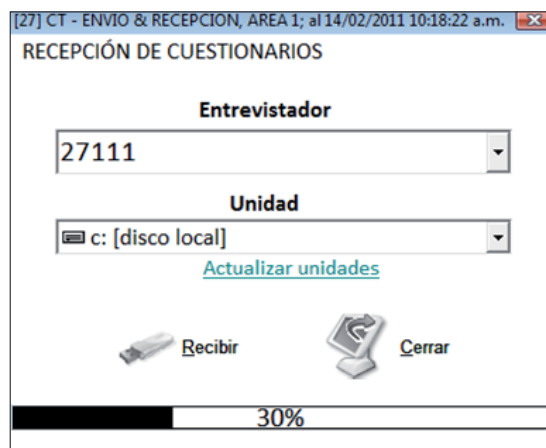 [27] CT - ENVIO & RECEPCION, AREA 1; al 14/02/2011 10:18:22 a.m.
RECEPCIÓN DE CUESTIONARIOS
Entrevistador
27111
Unidad
c: [disco local]
Actualizar unidades
Recibir Cerrar
30%